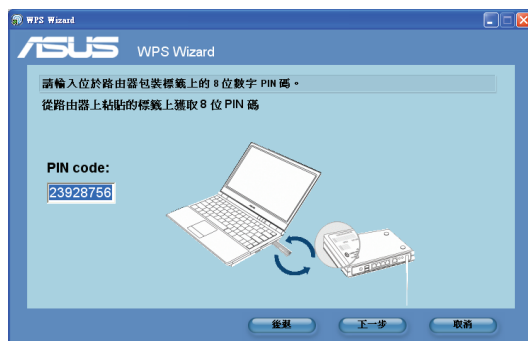 WPS Wizard
ASUS WPS Wizard
請輸入位於路由器包裝標籤上的 8 位數字 PIN 碼。
從路由器上粘貼的標籤上獲取 8 位 PIN 碼
PIN code:
23928756
後退 下一步 取消